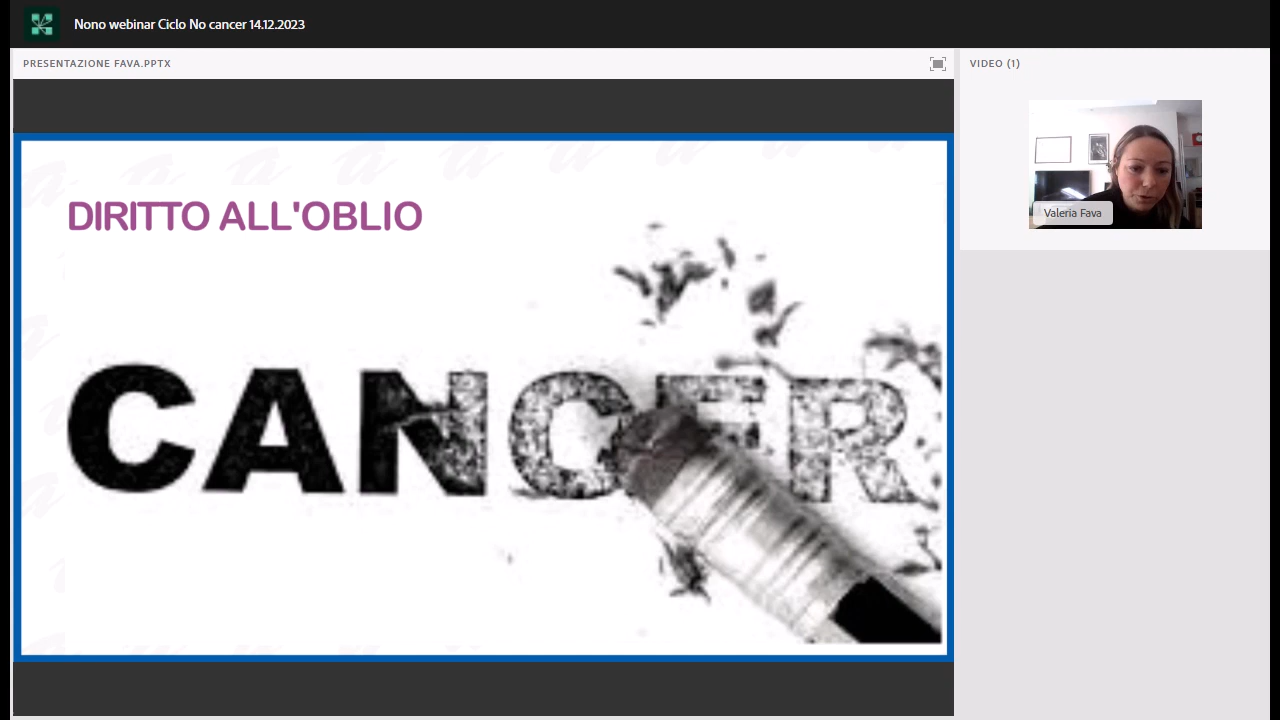 Nono webinar Ciclo No cancer 14.12.2023
PRESENTAZIONE FAVA.PPTX
VIDEO (1)
Valeria Fava
DIRITTO ALL'OBLIO
CANCER